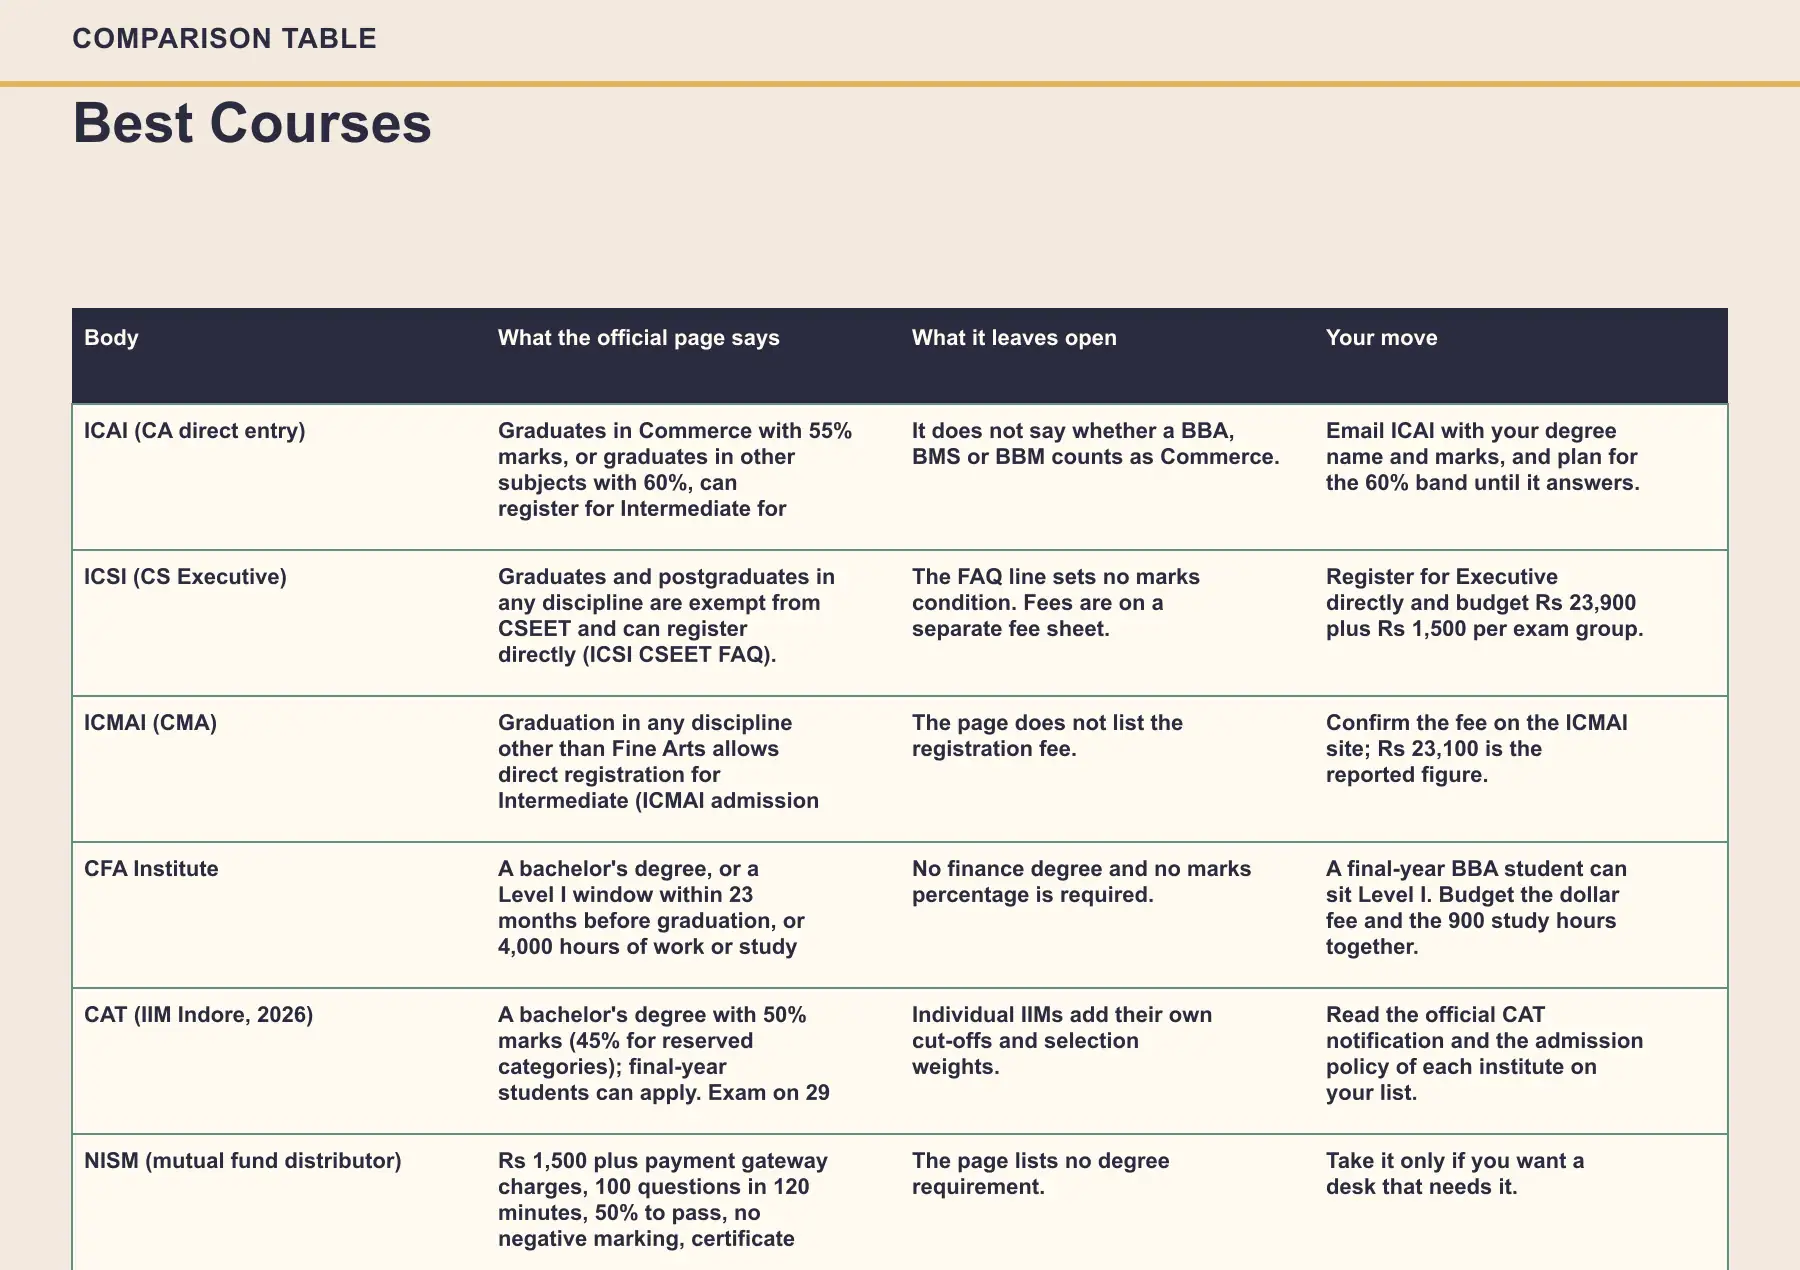 COMPARISON TABLE
Best Courses
Body
What the official page says
What it leaves open
Your move
ICAI (CA direct entry)
Graduates in Commerce with 55%
marks, or graduates in other
subjects with 60%, can
register for Intermediate for
It does not say whether a BBA,
BMS or BBM counts as Commerce.
Email ICAI with your degree
name and marks, and plan for
the 60% band until it answers.
ICSI (CS Executive)
Graduates and postgraduates in
any discipline are exempt from
CSEET and can register
directly (ICSI CSEET FAQ).
The FAQ line sets no marks
condition. Fees are on a
separate fee sheet.
Register for Executive
directly and budget Rs 23,900
plus Rs 1,500 per exam group.
ICMAI (CMA)
Graduation in any discipline
other than Fine Arts allows
direct registration for
Intermediate (ICMAI admission
The page does not list the
registration fee.
Confirm the fee on the ICMAI
site; Rs 23,100 is the
reported figure.
CFA Institute
A bachelor's degree, or a
Level I window within 23
months before graduation, or
4,000 hours of work or study
No finance degree and no marks
percentage is required.
A final-year BBA student can
sit Level I. Budget the dollar
fee and the 900 study hours
together.
CAT (IIM Indore, 2026)
A bachelor's degree with 50%
marks (45% for reserved
categories); final-year
students can apply. Exam on 29
Individual IIMs add their own
cut-offs and selection
weights.
Read the official CAT
notification and the admission
policy of each institute on
your list.
NISM (mutual fund distributor)
Rs 1,500 plus payment gateway
charges, 100 questions in 120
minutes, 50% to pass, no
negative marking, certificate
The page lists no degree
requirement.
Take it only if you want a
desk that needs it.